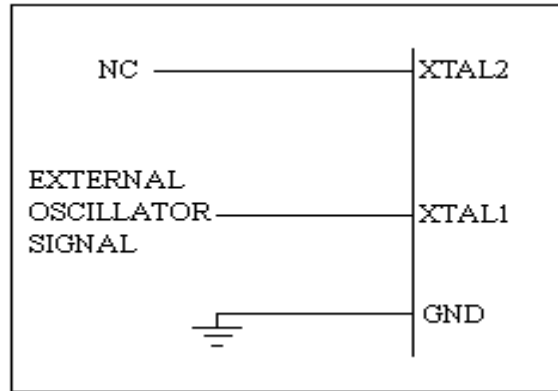 NC
XTAL2
EXTERNAL
OSCILLATOR
SIGNAL
XTAL1
GND